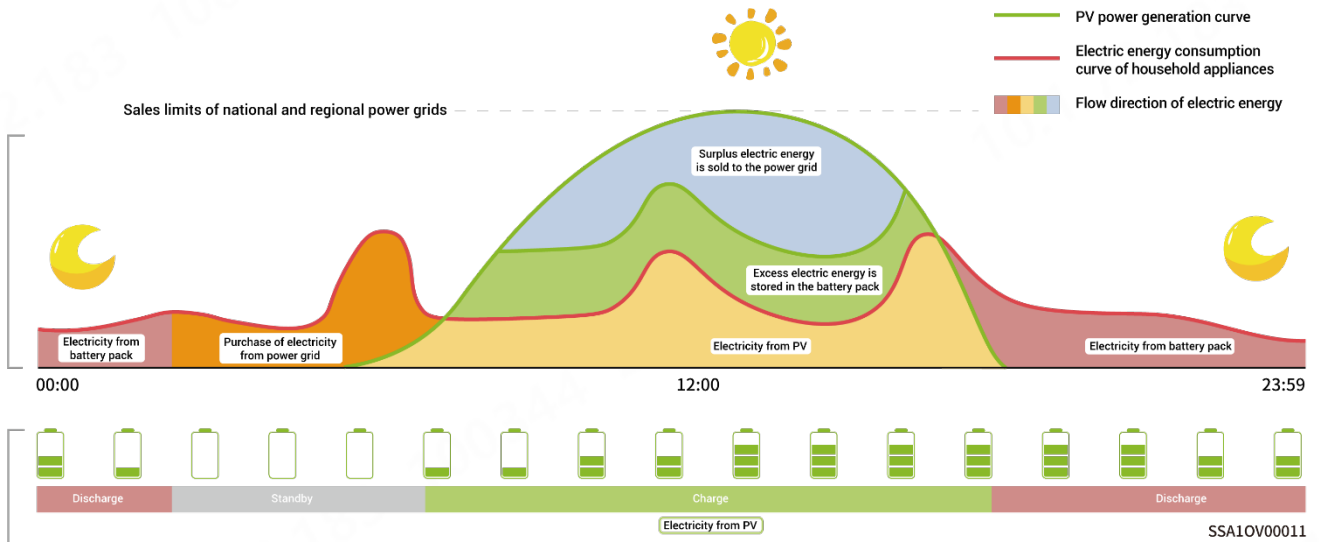 PV power generation curve
Electric energy consumption
curve of household appliances
Flow direction of electric energy
Sales limits of national and regional power grids
Surplus electric energy
is sold to the power grid
Excess electric energy is
stored in the battery pack
Electricity from
battery pack
Purchase of electricity
from power grid
Electricity from PV
Electricity from battery pack
00:00
12:00
23:59
Discharge
Standby
Charge
Discharge
Electricity from PV
SSA1OV00011